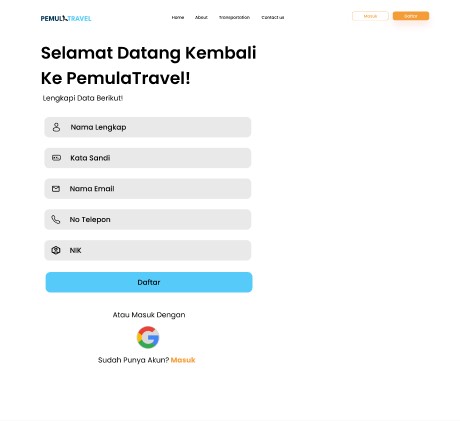 PEMULATRAVEL
Home About Transportation Contact us
Masuk Daftar
Selamat Datang Kembali
Ke PemulaTravel!
Lengkapi Data Berikut!
Nama Lengkap
Kata Sandi
Nama Email
No Telepon
NIK
Daftar
Atau Masuk Dengan
Sudah Punya Akun? Masuk